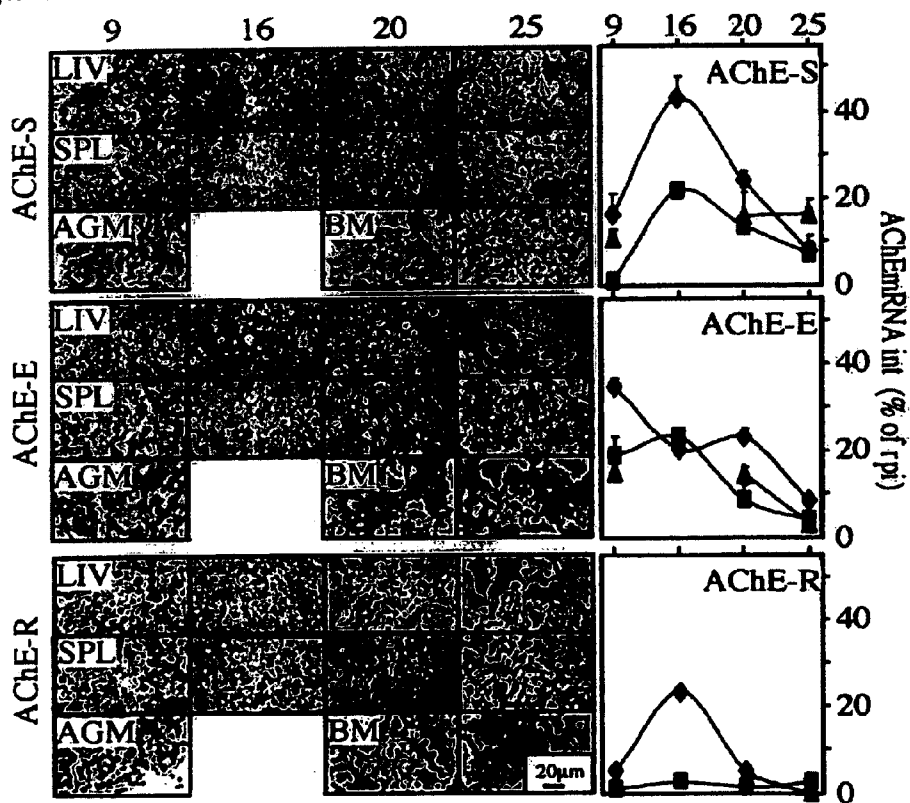 9 16 20 25 9 16 20 25
AChE-S
LIV
SPL
AGM BM
AChE-S
40
20
0
AChE-E
LIV
SPL
AGM BM
AChE-E
40
20
0
AChE-R
LIV
SPL
AGM BM
20μm
AChE-R
40
20
0
AChEmRNA int (% of rpi)